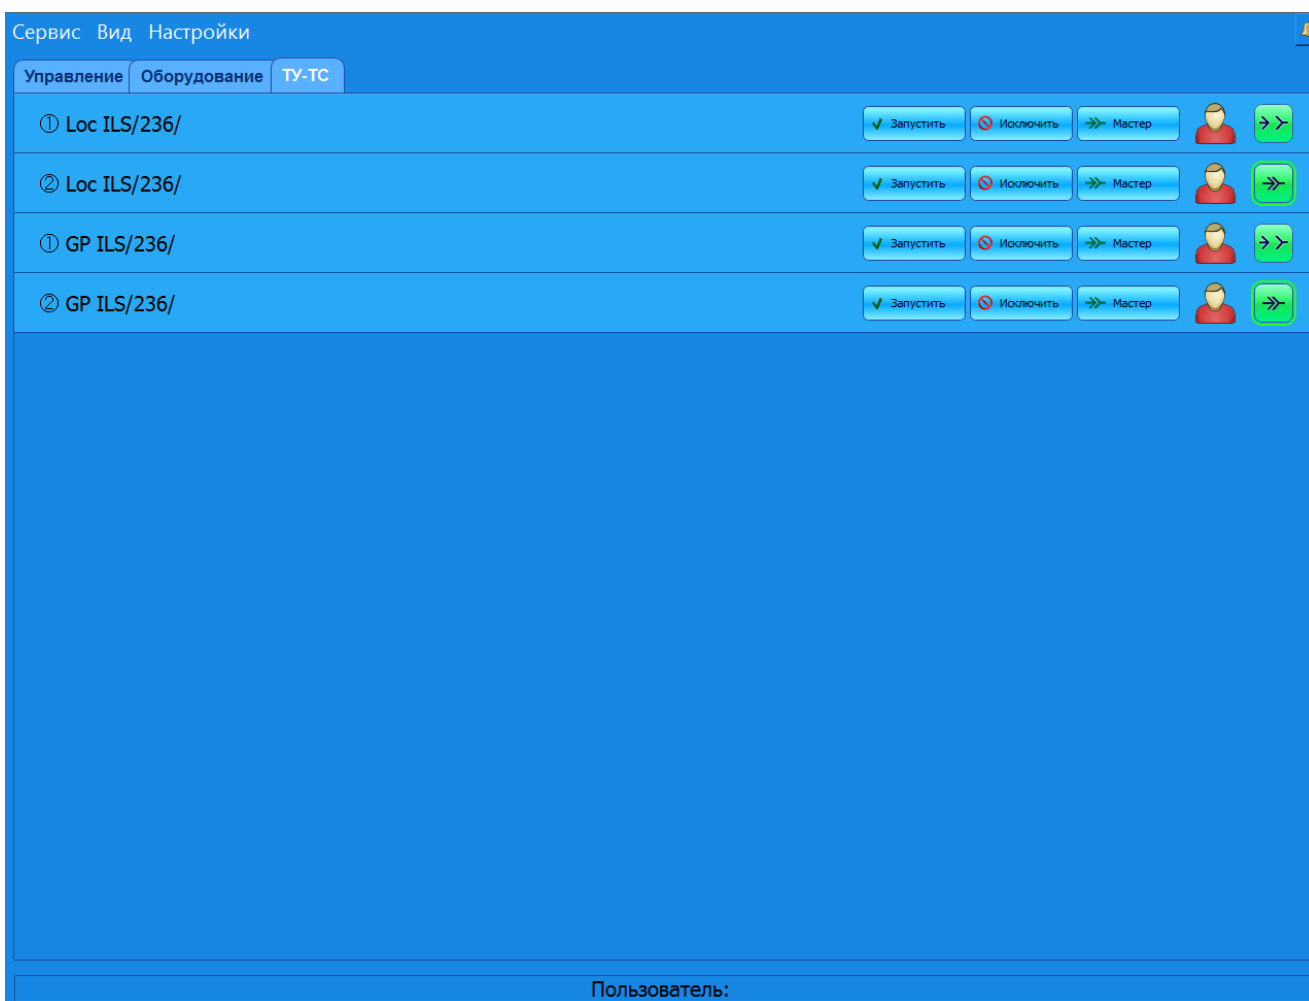 Сервис Вид Настройки
Управление Оборудование ТУ-ТС
① Loc ILS/236/ Запустить Исключить Мастер
② Loc ILS/236/ Запустить Исключить Мастер
① GP ILS/236/ Запустить Исключить Мастер
② GP ILS/236/ Запустить Исключить Мастер
Пользователь: